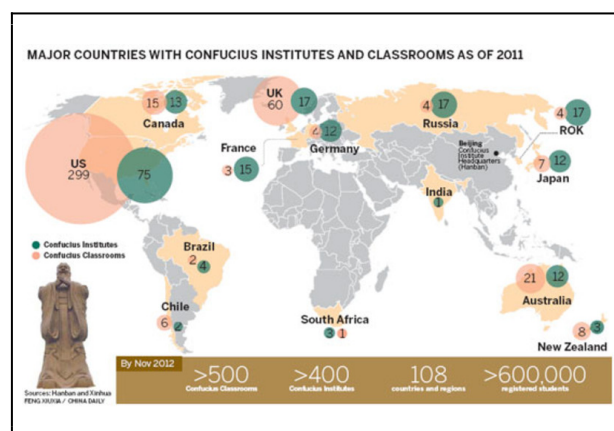 MAJOR COUNTRIES WITH CONFUCIUS INSTITUTES AND CLASSROOMS AS OF 2011
UK
60
17
15
13
Canada
4
17
Russia
4
17
ROK
US
299
75
France
3
15
4
12
Germany
Beijing
Confucius
Institute
Headquarters
(Hanban)
7
12
Japan
India
1
Confucius Institutes
Confucius Classrooms
Brazil
2
4
Chile
6
2
South Africa
3
1
21
12
Australia
8
3
New Zealand
By Nov 2012
>500
Confucius Classrooms
>400
Confucius Institutes
108
countries and regions
>600,000
registered students
Sources: Hanban and Xinhua
FENG XIUXIA / CHINA DAILY